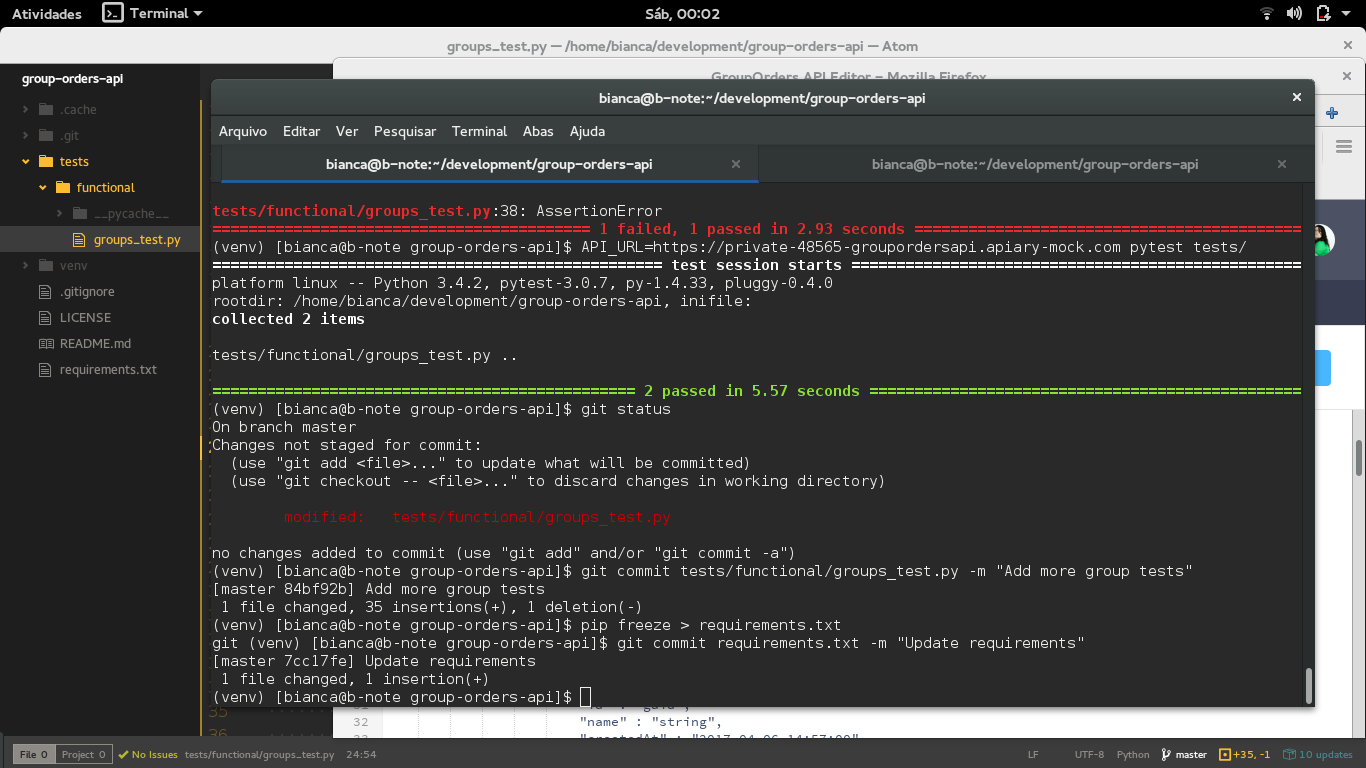 Atividades Terminal Sáb, 00:02
groups_test.py — /home/bianca/development/group-orders-api — Atom
GroupOrders API Editor – Mozilla Firefox
group-orders-api
.cache
.git
tests
functional
__pycache__
groups_test.py
venv
.gitignore
LICENSE
README.md
requirements.txt
bianca@b-note:~/development/group-orders-api
Arquivo Editar Ver Pesquisar Terminal Abas Ajuda
bianca@b-note:~/development/group-orders-api bianca@b-note:~/development/group-orders-api
tests/functional/groups_test.py:38: AssertionError
========================================== 1 failed, 1 passed in 2.93 seconds ===========================================
(venv) [bianca@b-note group-orders-api]$ API_URL=https://private-48565-groupordersapi.apiary-mock.com pytest tests/
================================================== test session starts ==================================================
platform linux -- Python 3.4.2, pytest-3.0.7, py-1.4.33, pluggy-0.4.0
rootdir: /home/bianca/development/group-orders-api, inifile:
collected 2 items
tests/functional/groups_test.py ..
=============================================== 2 passed in 5.57 seconds ================================================
(venv) [bianca@b-note group-orders-api]$ git status
On branch master
Changes not staged for commit:
(use "git add <file>..." to update what will be committed)
(use "git checkout -- <file>..." to discard changes in working directory)
modified: tests/functional/groups_test.py
no changes added to commit (use "git add" and/or "git commit -a")
(venv) [bianca@b-note group-orders-api]$ git commit tests/functional/groups_test.py -m "Add more group tests"
[master 84bf92b] Add more group tests
1 file changed, 35 insertions(+), 1 deletion(-)
(venv) [bianca@b-note group-orders-api]$ pip freeze > requirements.txt
git (venv) [bianca@b-note group-orders-api]$ git commit requirements.txt -m "Update requirements"
[master 7cc17fe] Update requirements
1 file changed, 1 insertion(+)
(venv) [bianca@b-note group-orders-api]$
35
36
32 "name" : "string",
File 0 Project 0 No Issues tests/functional/groups_test.py 24:54 LF UTF-8 Python master +35, -1 10 updates